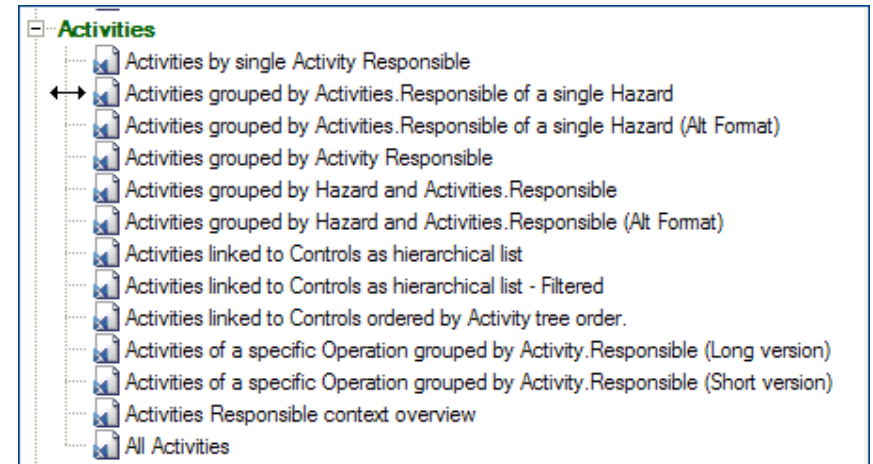 Activities
Activities by single Activity Responsible
Activities grouped by Activities.Responsible of a single Hazard
Activities grouped by Activities.Responsible of a single Hazard (Alt Format)
Activities grouped by Activity Responsible
Activities grouped by Hazard and Activities.Responsible
Activities grouped by Hazard and Activities.Responsible (Alt Format)
Activities linked to Controls as hierarchical list
Activities linked to Controls as hierarchical list - Filtered
Activities linked to Controls ordered by Activity tree order.
Activities of a specific Operation grouped by Activity.Responsible (Long version)
Activities of a specific Operation grouped by Activity.Responsible (Short version)
Activities Responsible context overview
All Activities